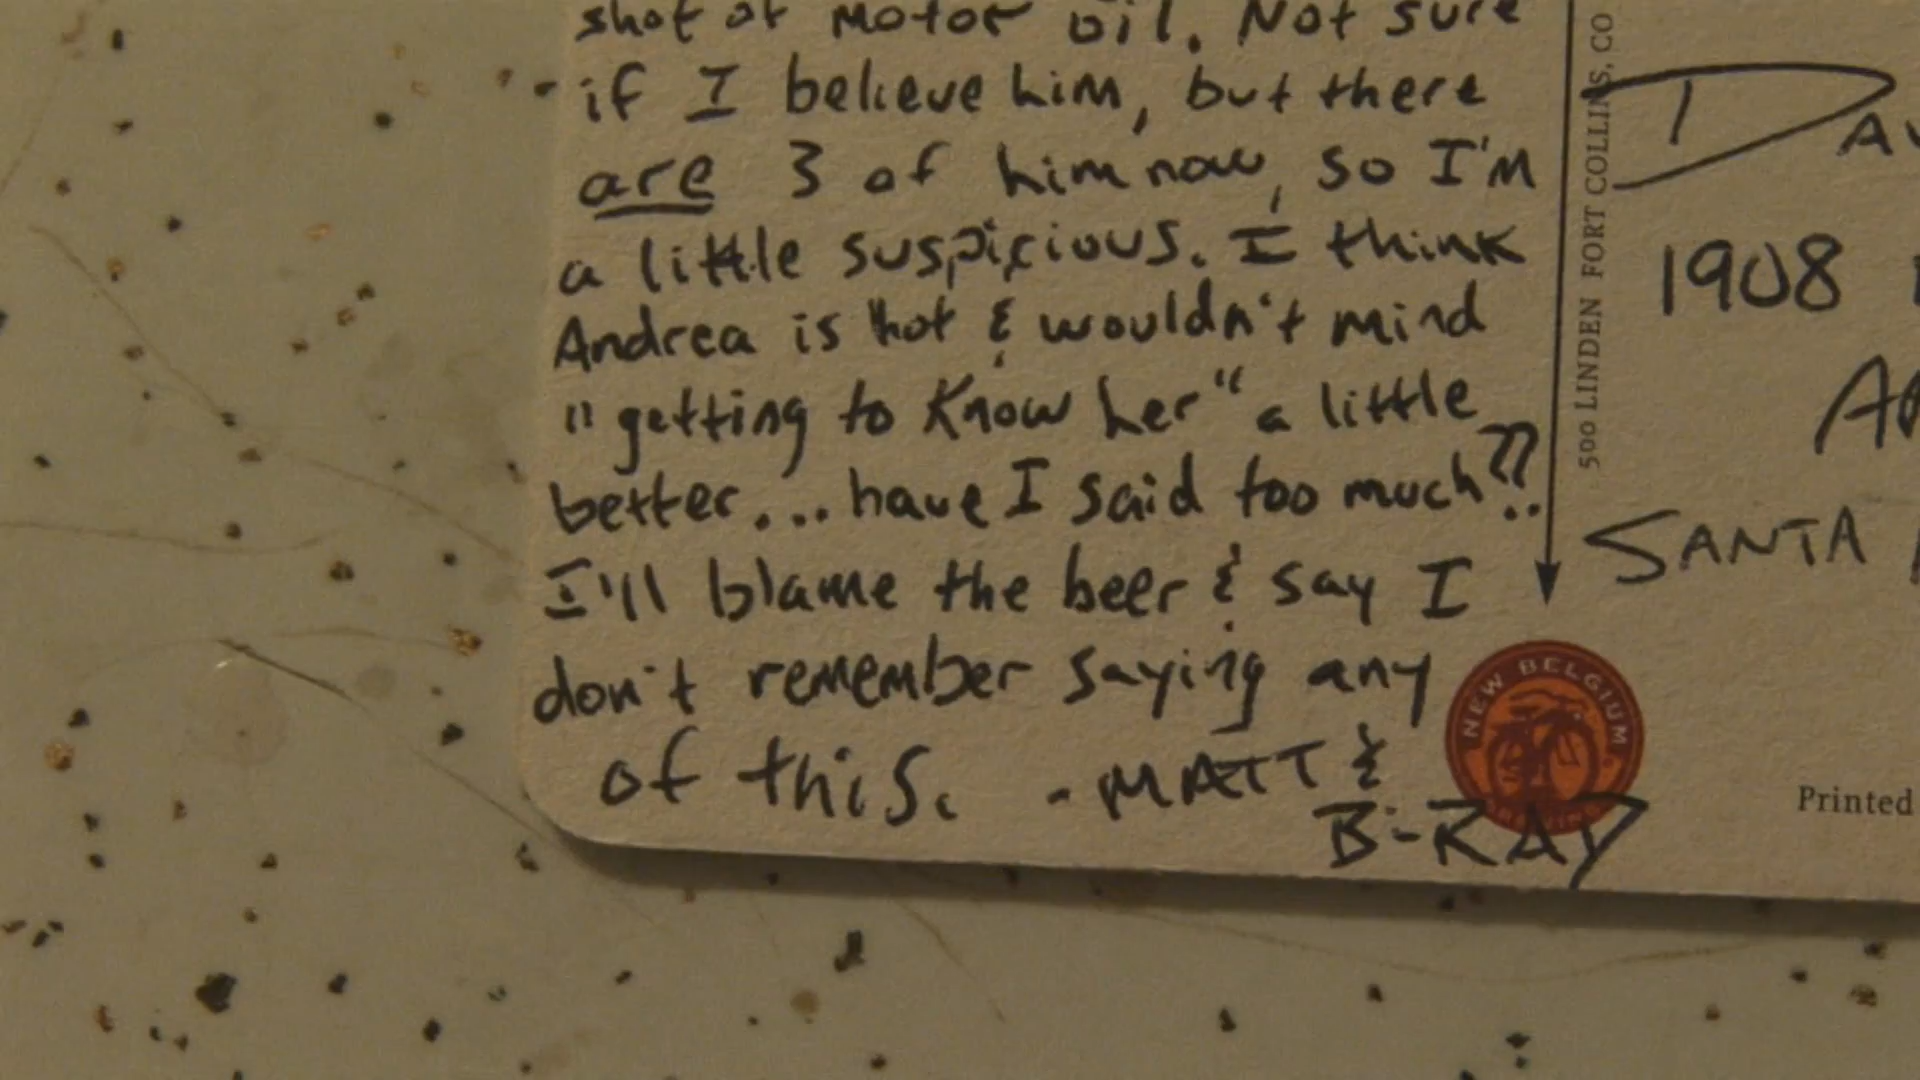 shot of motor oil. Not sure
if I believe him, but there
are 3 of him now, so I'm
a little suspicious. I think
Andrea is hot & wouldn't mind
"getting to know her" a little
better... have I said too much??
I'll blame the beer & say I
don't remember saying any
of this. - MATT &
B-RAY
500 LINDEN FORT COLLINS, CO
1908
SANTA
NEW BELGIUM
BREWING
Printed